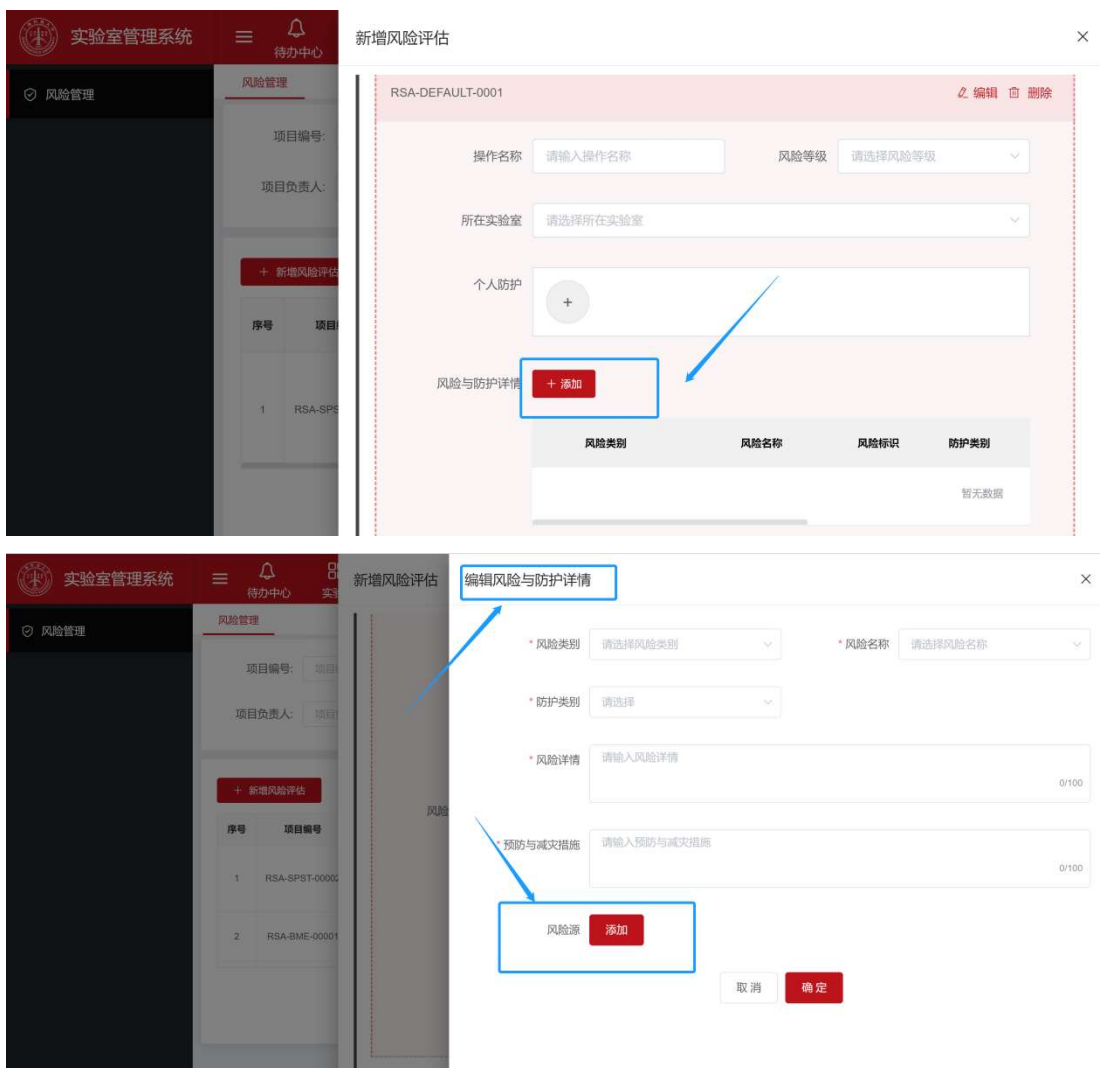 实验室管理系统
待办中心
新增风险评估
风险管理
风险管理
RSA-DEFAULT-0001
编辑 删除
项目编号:
操作名称 请输入操作名称 风险等级 请选择风险等级
项目负责人:
所在实验室 请选择所在实验室
+ 新增风险评估
个人防护
+
序号
风险与防护详情 + 添加
1 RSA-SPS
风险类别 风险名称 风险标识 防护类别
暂无数据
实验室管理系统
待办中心
新增风险评估
编辑风险与防护详情
风险管理
风险管理
* 风险类别 请选择风险类别 * 风险名称 请选择风险名称
项目编号:
* 防护类别 请选择
项目负责人:
* 风险详情 请输入风险详情
0/100
+ 新增风险评估
序号 项目编号
* 预防与减灾措施 请输入预防与减灾措施
0/100
1 RSA-SPST-00002
2 RSA-BME-00001
风险源 添加
取消 确定